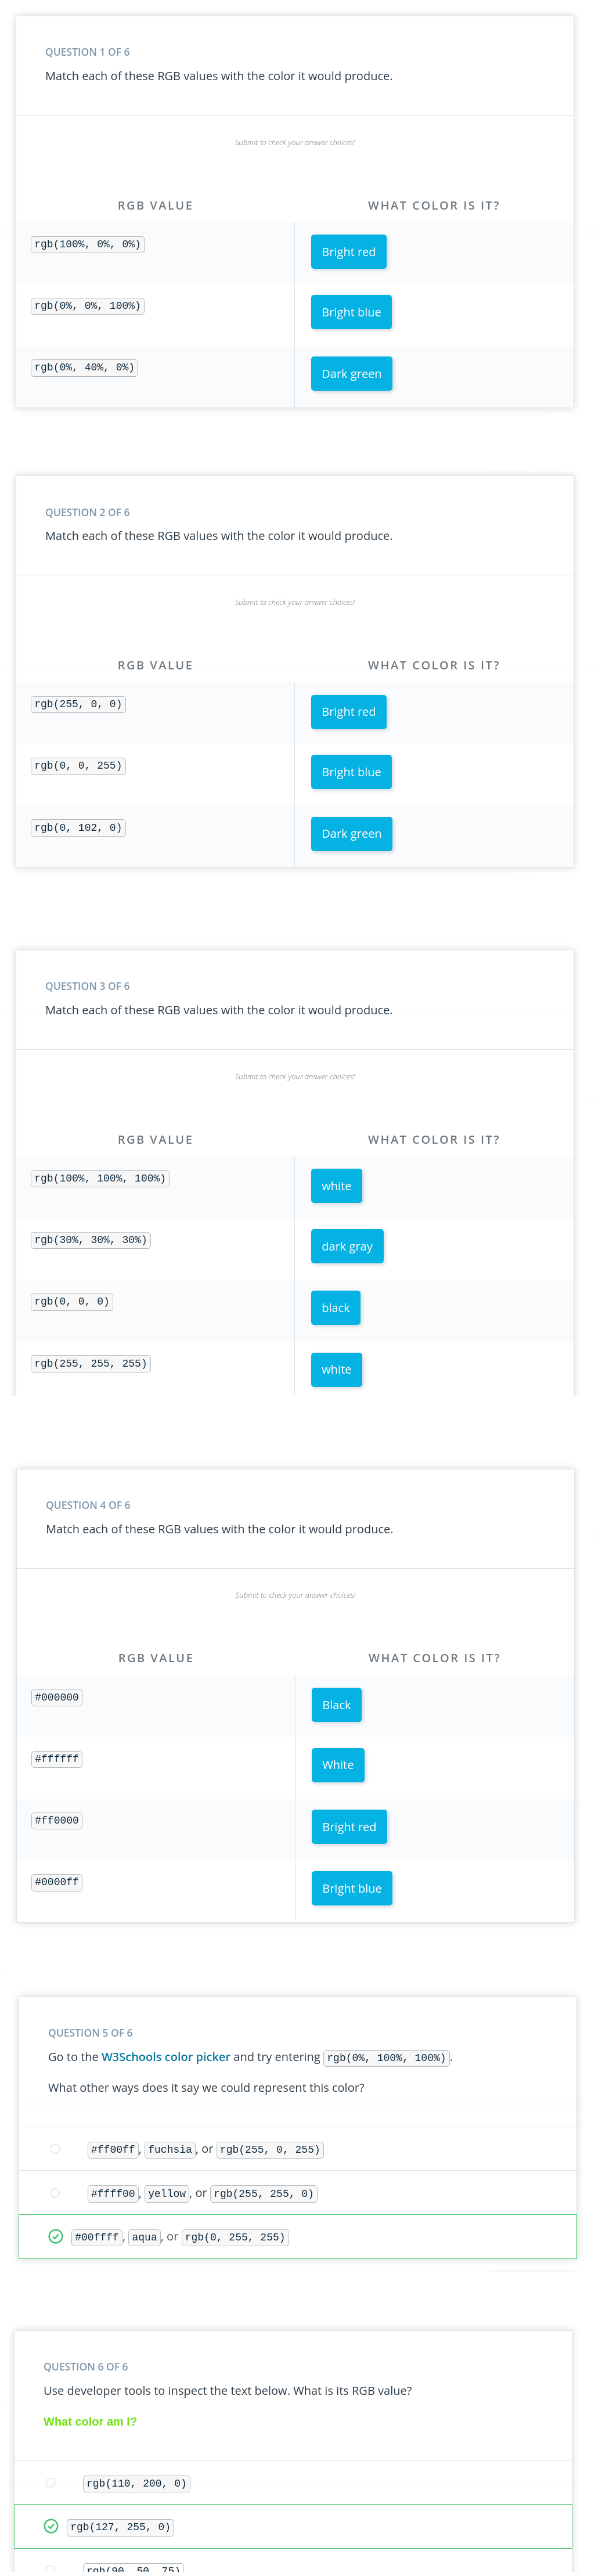 QUESTION 1 OF 6
Match each of these RGB values with the color it would produce.
Submit to check your answer choices!
RGB VALUE WHAT COLOR IS IT?
rgb(100%, 0%, 0%) Bright red
rgb(0%, 0%, 100%) Bright blue
rgb(0%, 40%, 0%) Dark green
QUESTION 2 OF 6
Match each of these RGB values with the color it would produce.
Submit to check your answer choices!
RGB VALUE WHAT COLOR IS IT?
rgb(255, 0, 0) Bright red
rgb(0, 0, 255) Bright blue
rgb(0, 102, 0) Dark green
QUESTION 3 OF 6
Match each of these RGB values with the color it would produce.
Submit to check your answer choices!
RGB VALUE WHAT COLOR IS IT?
rgb(100%, 100%, 100%) white
rgb(30%, 30%, 30%) dark gray
rgb(0, 0, 0) black
rgb(255, 255, 255) white
QUESTION 4 OF 6
Match each of these RGB values with the color it would produce.
Submit to check your answer choices!
RGB VALUE WHAT COLOR IS IT?
#000000 Black
#ffffff White
#ff0000 Bright red
#0000ff Bright blue
QUESTION 5 OF 6
Go to the W3Schools color picker and try entering rgb(0%, 100%, 100%).
What other ways does it say we could represent this color?
#ff00ff, fuchsia, or rgb(255, 0, 255)
#ffff00, yellow, or rgb(255, 255, 0)
#00ffff, aqua, or rgb(0, 255, 255)
QUESTION 6 OF 6
Use developer tools to inspect the text below. What is its RGB value?
What color am I?
rgb(110, 200, 0)
rgb(127, 255, 0)
rgb(90, 50, 75)